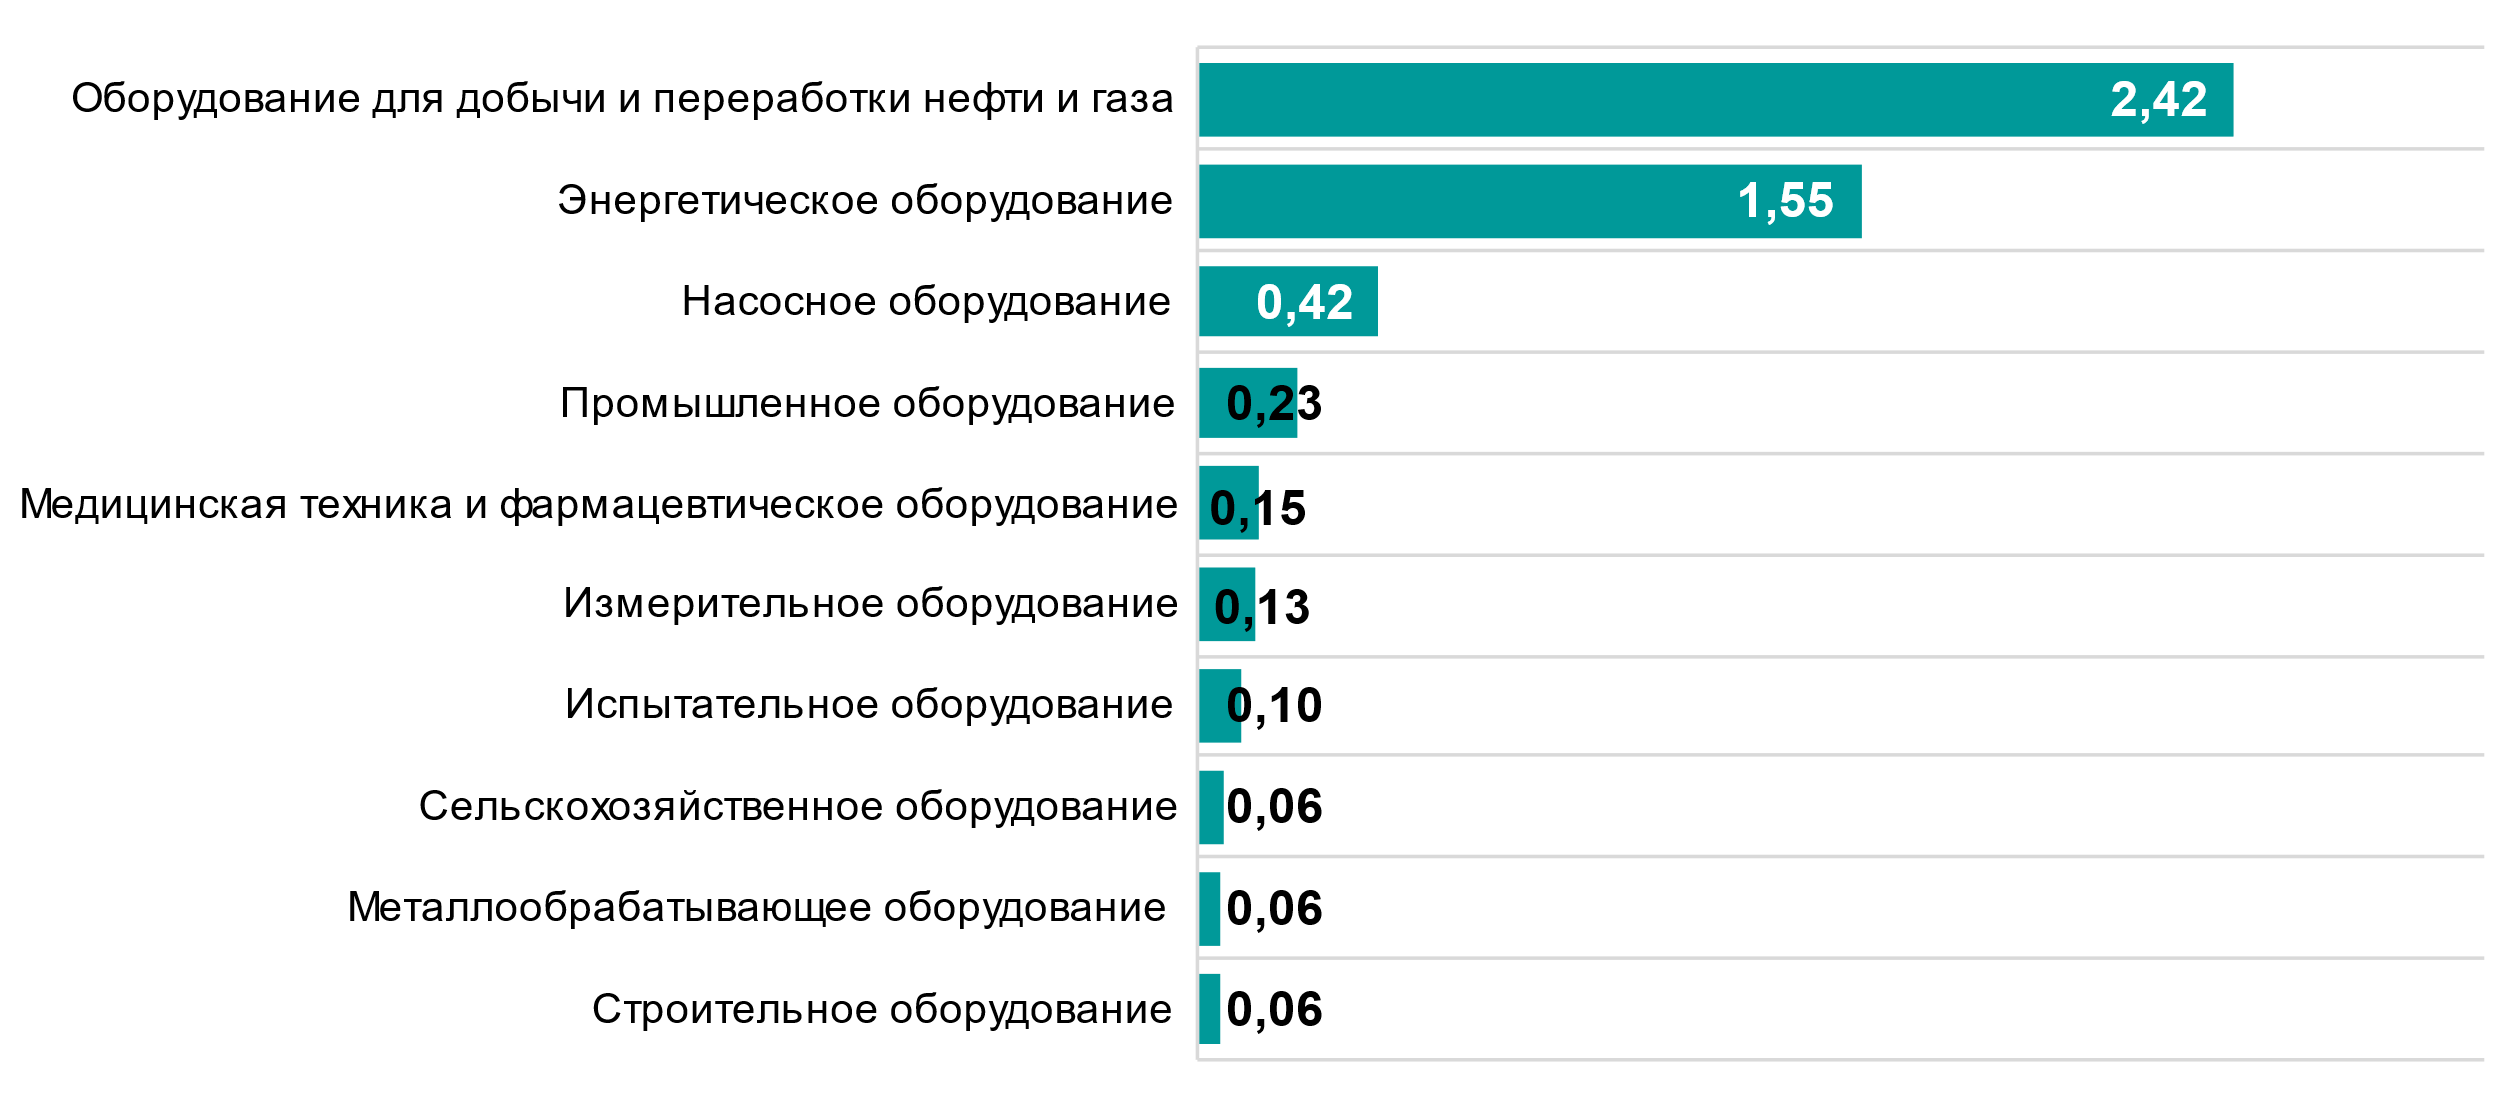 Оборудование для добычи и переработки нефти и газа 2,42
Энергетическое оборудование 1,55
Насосное оборудование 0,42
Промышленное оборудование 0,23
Медицинская техника и фармацевтическое оборудование 0,15
Измерительное оборудование 0,13
Испытательное оборудование 0,10
Сельскохозяйственное оборудование 0,06
Металлообрабатывающее оборудование 0,06
Строительное оборудование 0,06